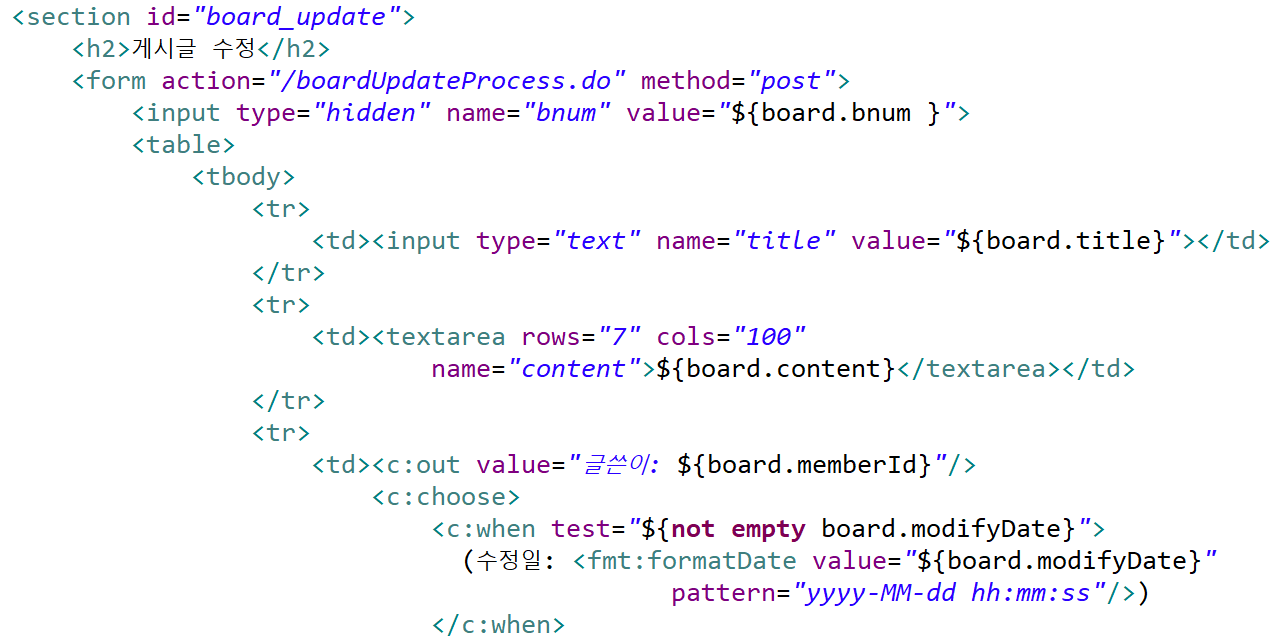 <section id="board_update">
<h2>게시글 수정</h2>
<form action="/boardUpdateProcess.do" method="post">
<input type="hidden" name="bnum" value="${board.bnum }">
<table>
<tbody>
<tr>
<td><input type="text" name="title" value="${board.title}"></td>
</tr>
<tr>
<td><textarea rows="7" cols="100"
name="content">${board.content}</textarea></td>
</tr>
<tr>
<td><c:out value="글쓴이: ${board.memberId}"/>
<c:choose>
<c:when test="${not empty board.modifyDate}">
(수정일: <fmt:formatDate value="${board.modifyDate}"
pattern="yyyy-MM-dd hh:mm:ss"/>)
</c:when>